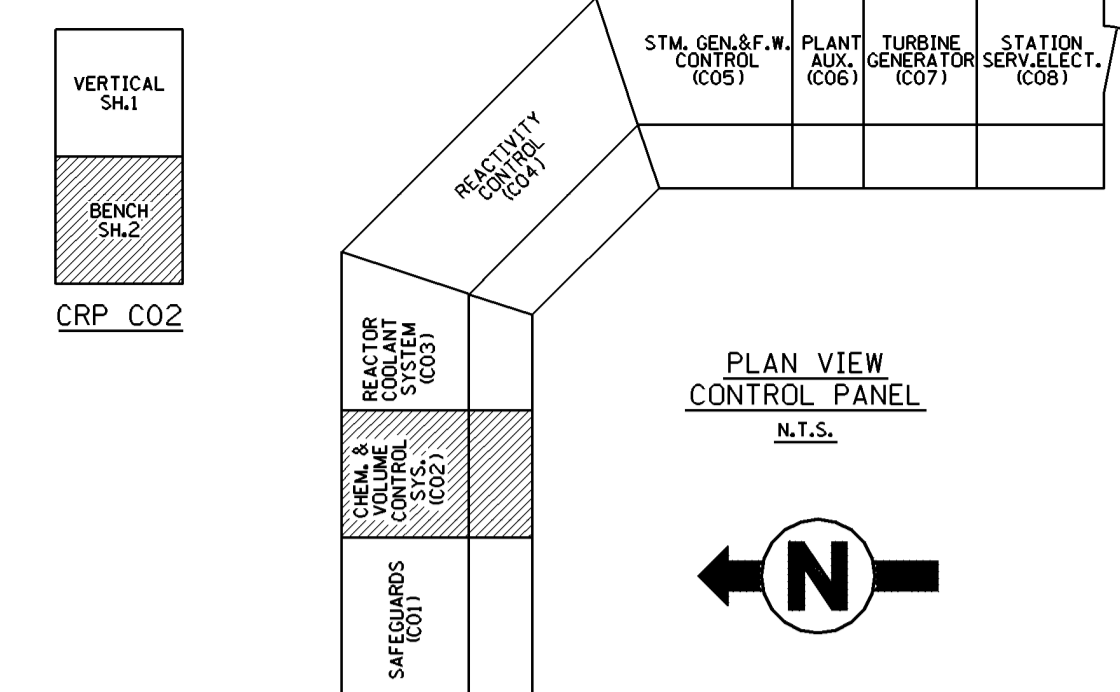 VERTICAL
SH.1
BENCH
SH.2
CRP C02
STM. GEN.&F.W.
CONTROL
(C05)
PLANT
AUX.
(C06)
TURBINE
GENERATOR
(C07)
STATION
SERV.ELECT.
(C08)
REACTIVITY
CONTROL
(C04)
REACTOR
COOLANT
SYSTEM
(C03)
CHEM. &
VOLUME
CONTROL
SYS.
(C02)
SAFEGUARDS
(C01)
PLAN VIEW
CONTROL PANEL
N.T.S.
N